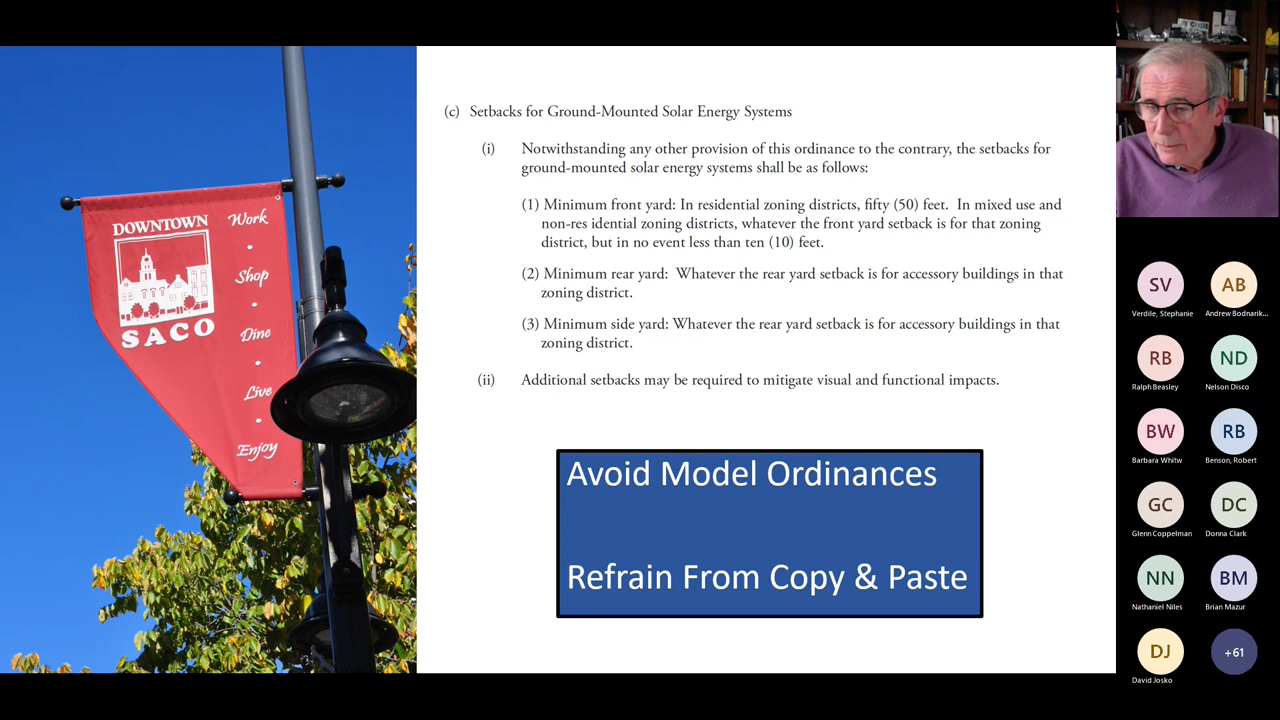 DOWNTOWN
SACO
Work
Shop
Dine
Live
Enjoy
(c) Setbacks for Ground-Mounted Solar Energy Systems
(i) Notwithstanding any other provision of this ordinance to the contrary, the setbacks for
ground-mounted solar energy systems shall be as follows:
(1) Minimum front yard: In residential zoning districts, fifty (50) feet. In mixed use and
non-res idential zoning districts, whatever the front yard setback is for that zoning
district, but in no event less than ten (10) feet.
(2) Minimum rear yard: Whatever the rear yard setback is for accessory buildings in that
zoning district.
(3) Minimum side yard: Whatever the rear yard setback is for accessory buildings in that
zoning district.
(ii) Additional setbacks may be required to mitigate visual and functional impacts.
Avoid Model Ordinances
Refrain From Copy & Paste
SV
Verdile, Stephanie
AB
Andrew Bodnarik...
RB
Ralph Beasley
ND
Nelson Disco
BW
Barbara Whitw
RB
Benson, Robert
GC
Glenn Coppelman
DC
Donna Clark
NN
Nathaniel Niles
BM
Brian Mazur
DJ
David Josko
+61